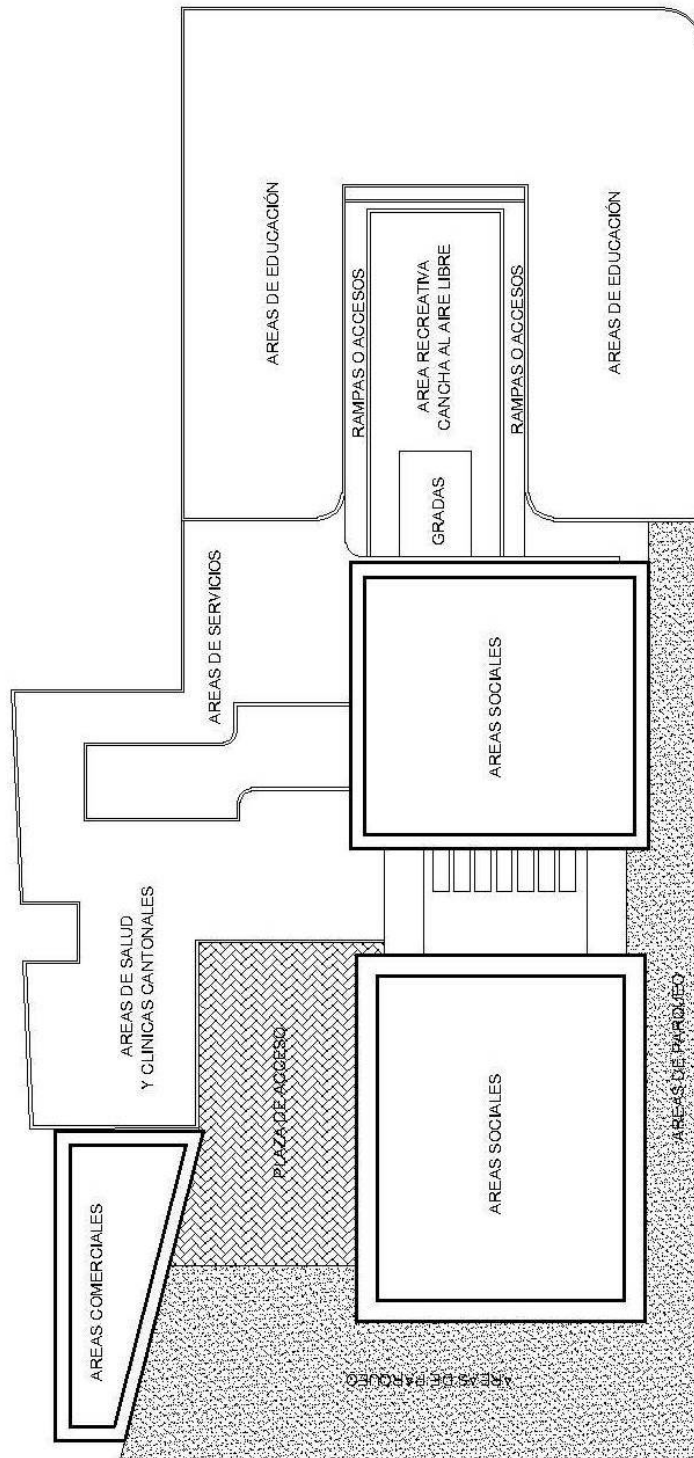 AREAS DE EDUCACIÓN
AREAS DE EDUCACIÓN
RAMPAS O ACCESOS
AREA RECREATIVA
CANCHA AL AIRE LIBRE
RAMPAS O ACCESOS
GRADAS
AREAS DE SERVICIOS
AREAS SOCIALES
AREAS DE SALUD
Y CLINICAS CANTONALES
PLAZA DE ACCESO
AREAS SOCIALES
AREAS DE PARQUEO
AREAS COMERCIALES
AREAS DE PARQUEO